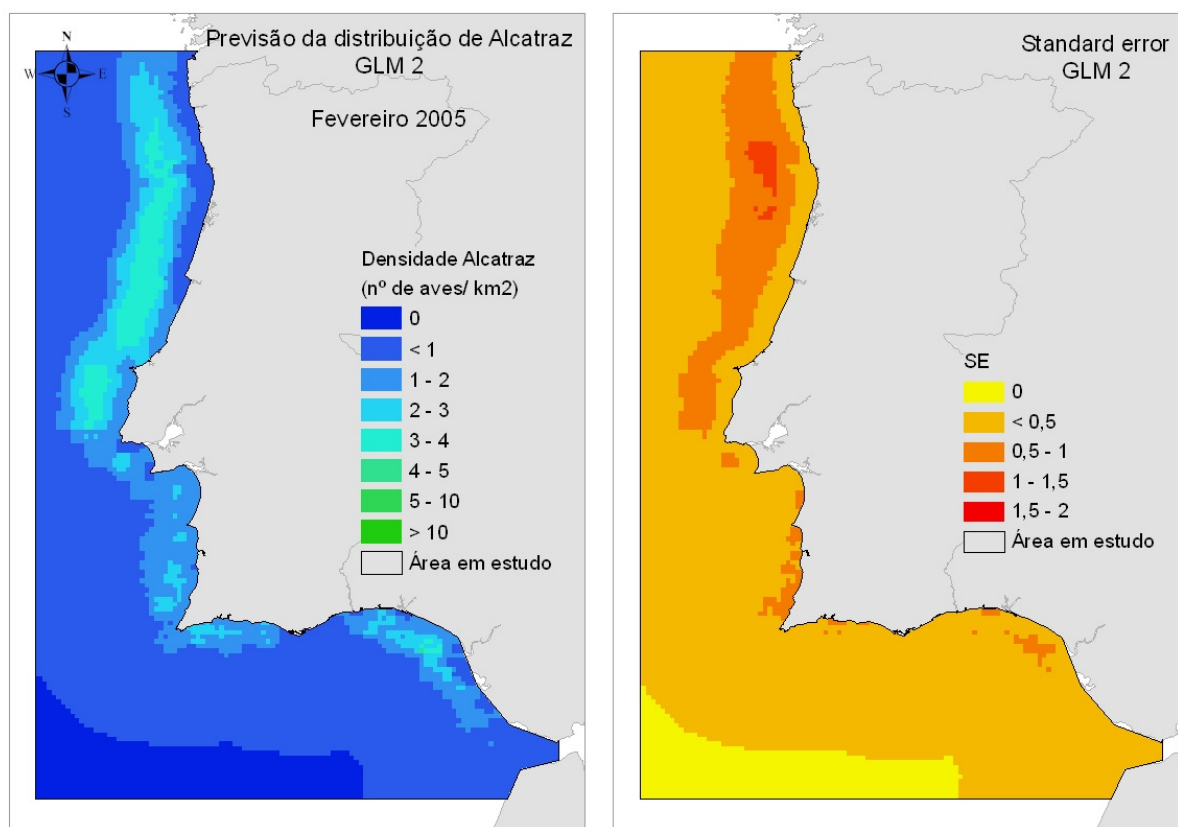 Previsão da distribuição de Alcatraz
GLM 2
Fevereiro 2005
N
W
E
S
Densidade Alcatraz
(nº de aves/ km2)
0
< 1
1 - 2
2 - 3
3 - 4
4 - 5
5 - 10
> 10
Área em estudo
Standard error
GLM 2
SE
0
< 0,5
0,5 - 1
1 - 1,5
1,5 - 2
Área em estudo